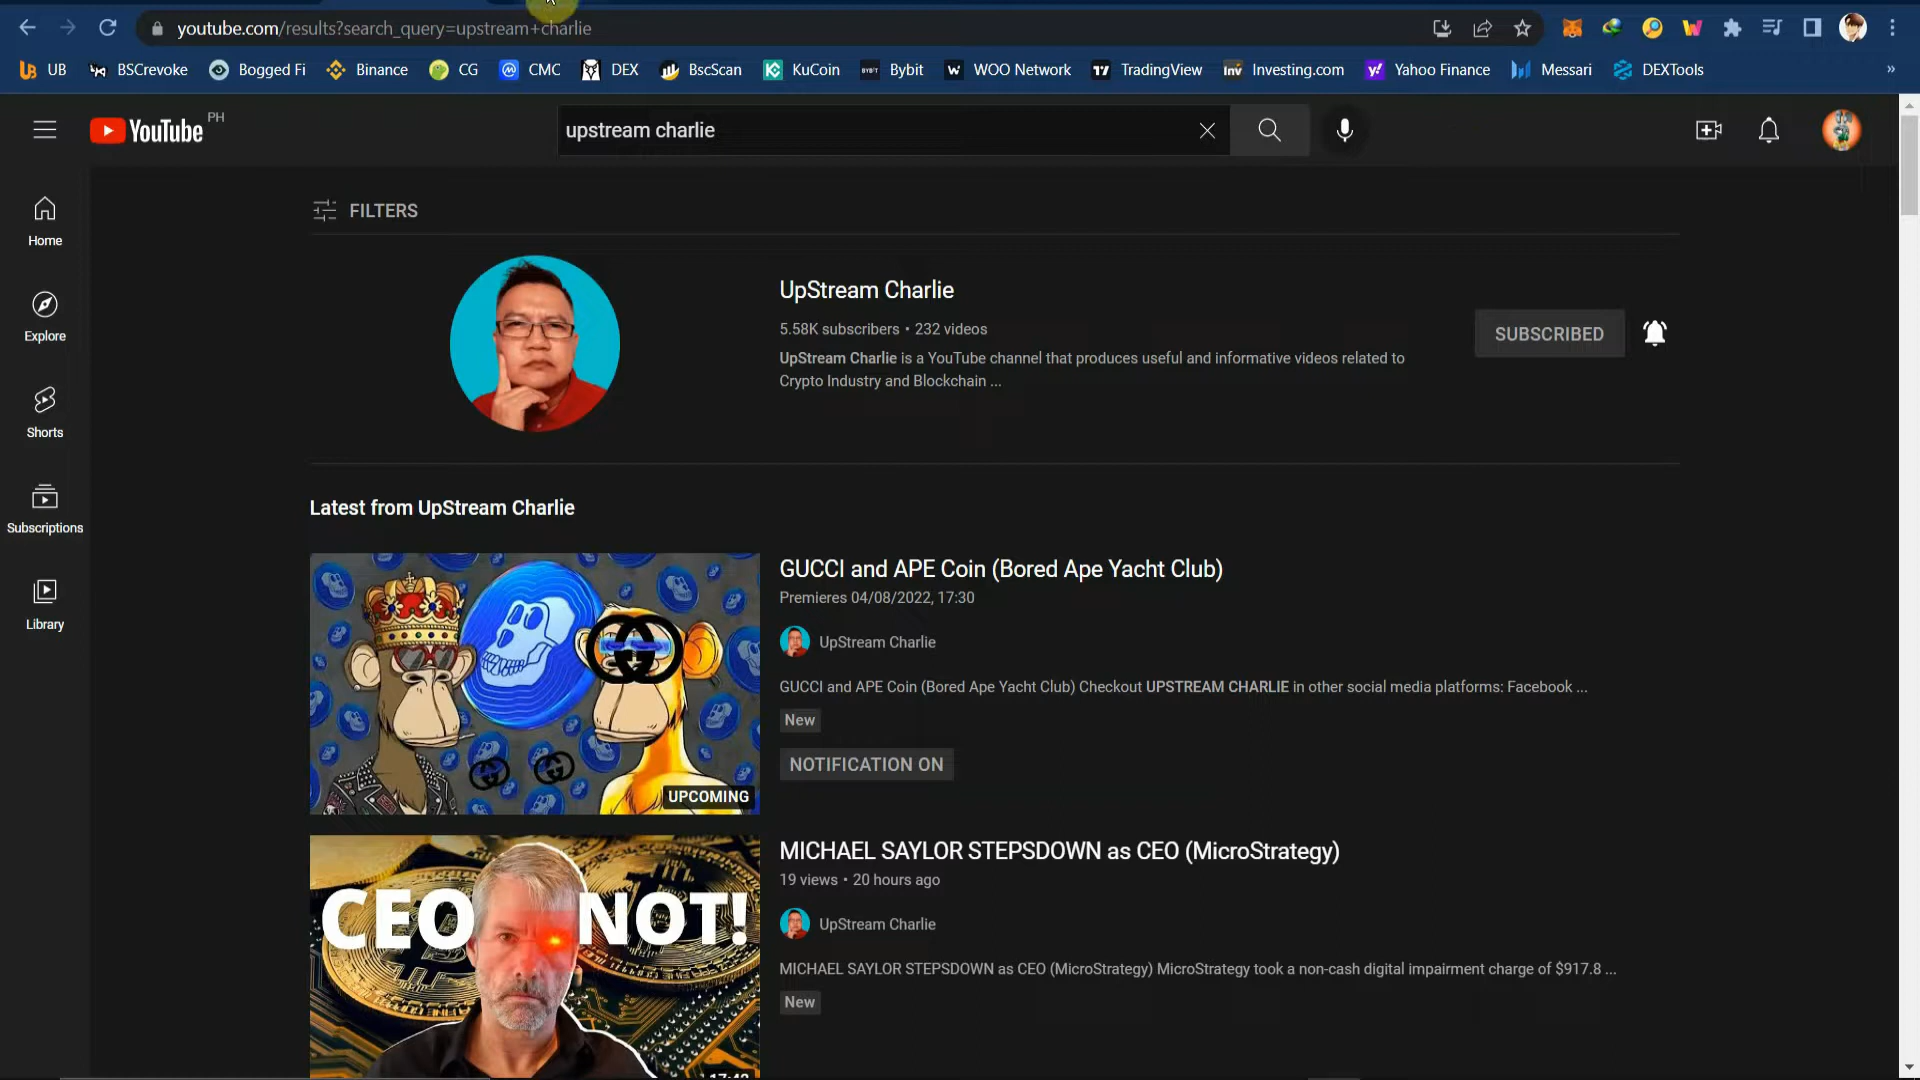 youtube.com/results?search_query=upstream+charlie
UB BSCrevoke Bogged Fi Binance CG CMC DEX BscScan KuCoin Bybit WOO Network TradingView Investing.com Yahoo Finance Messari DEXTools »
YouTube PH
upstream charlie
FILTERS
Home
Explore
Shorts
Subscriptions
Library
UpStream Charlie
5.58K subscribers • 232 videos
UpStream Charlie is a YouTube channel that produces useful and informative videos related to
Crypto Industry and Blockchain ...
SUBSCRIBED
Latest from UpStream Charlie
UPCOMING
GUCCI and APE Coin (Bored Ape Yacht Club)
Premieres 04/08/2022, 17:30
UpStream Charlie
GUCCI and APE Coin (Bored Ape Yacht Club) Checkout UPSTREAM CHARLIE in other social media platforms: Facebook ...
New
NOTIFICATION ON
CEO NOT!
MICHAEL SAYLOR STEPSDOWN as CEO (MicroStrategy)
19 views • 20 hours ago
UpStream Charlie
MICHAEL SAYLOR STEPSDOWN as CEO (MicroStrategy) MicroStrategy took a non-cash digital impairment charge of $917.8 ...
New